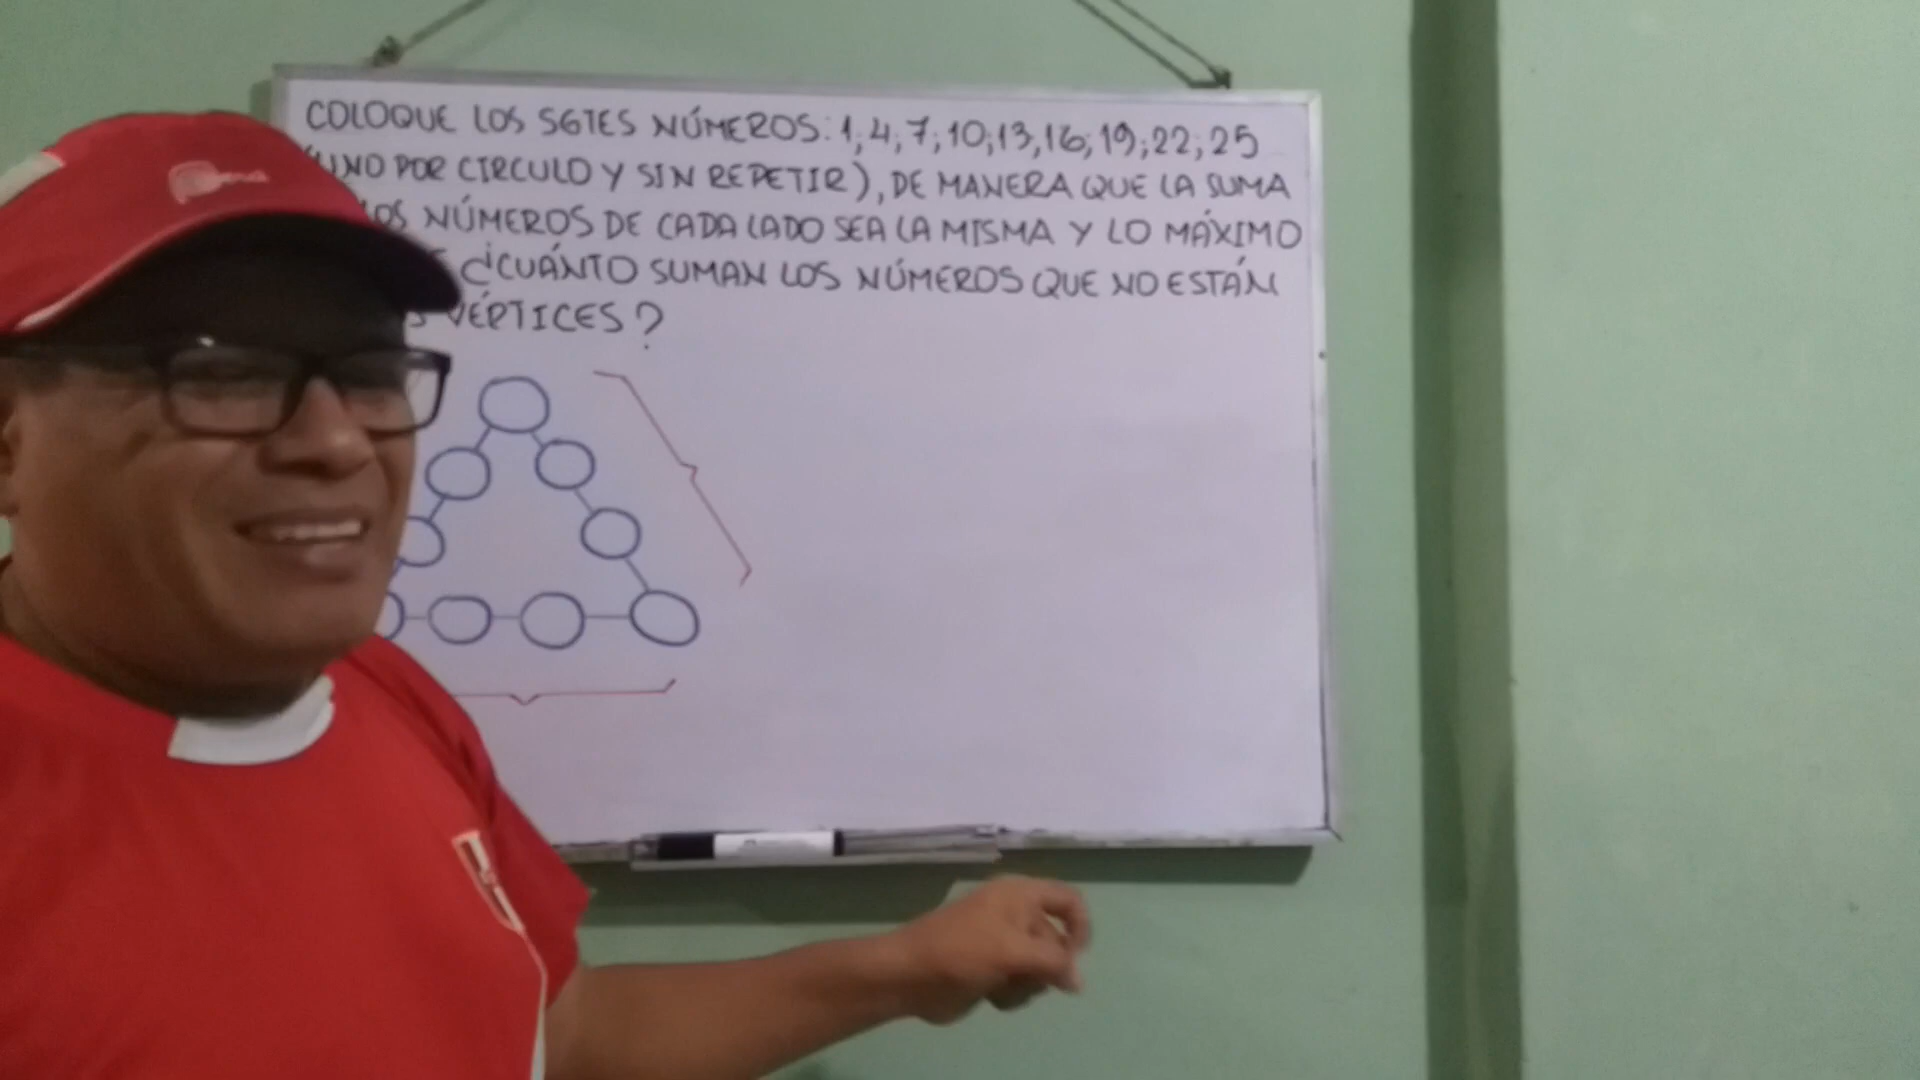 COLOQUE LOS SGTES NÚMEROS: 1; 4; 7; 10; 13, 16; 19; 22; 25
UNO POR CIRCULO Y SIN REPETIR), DE MANERA QUE LA SUMA
NÚMEROS DE CADA LADO SEA LA MISMA Y LO MÁXIMO
¿CUÁNTO SUMAN LOS NÚMEROS QUE NO ESTÁN
VÉRTICES?